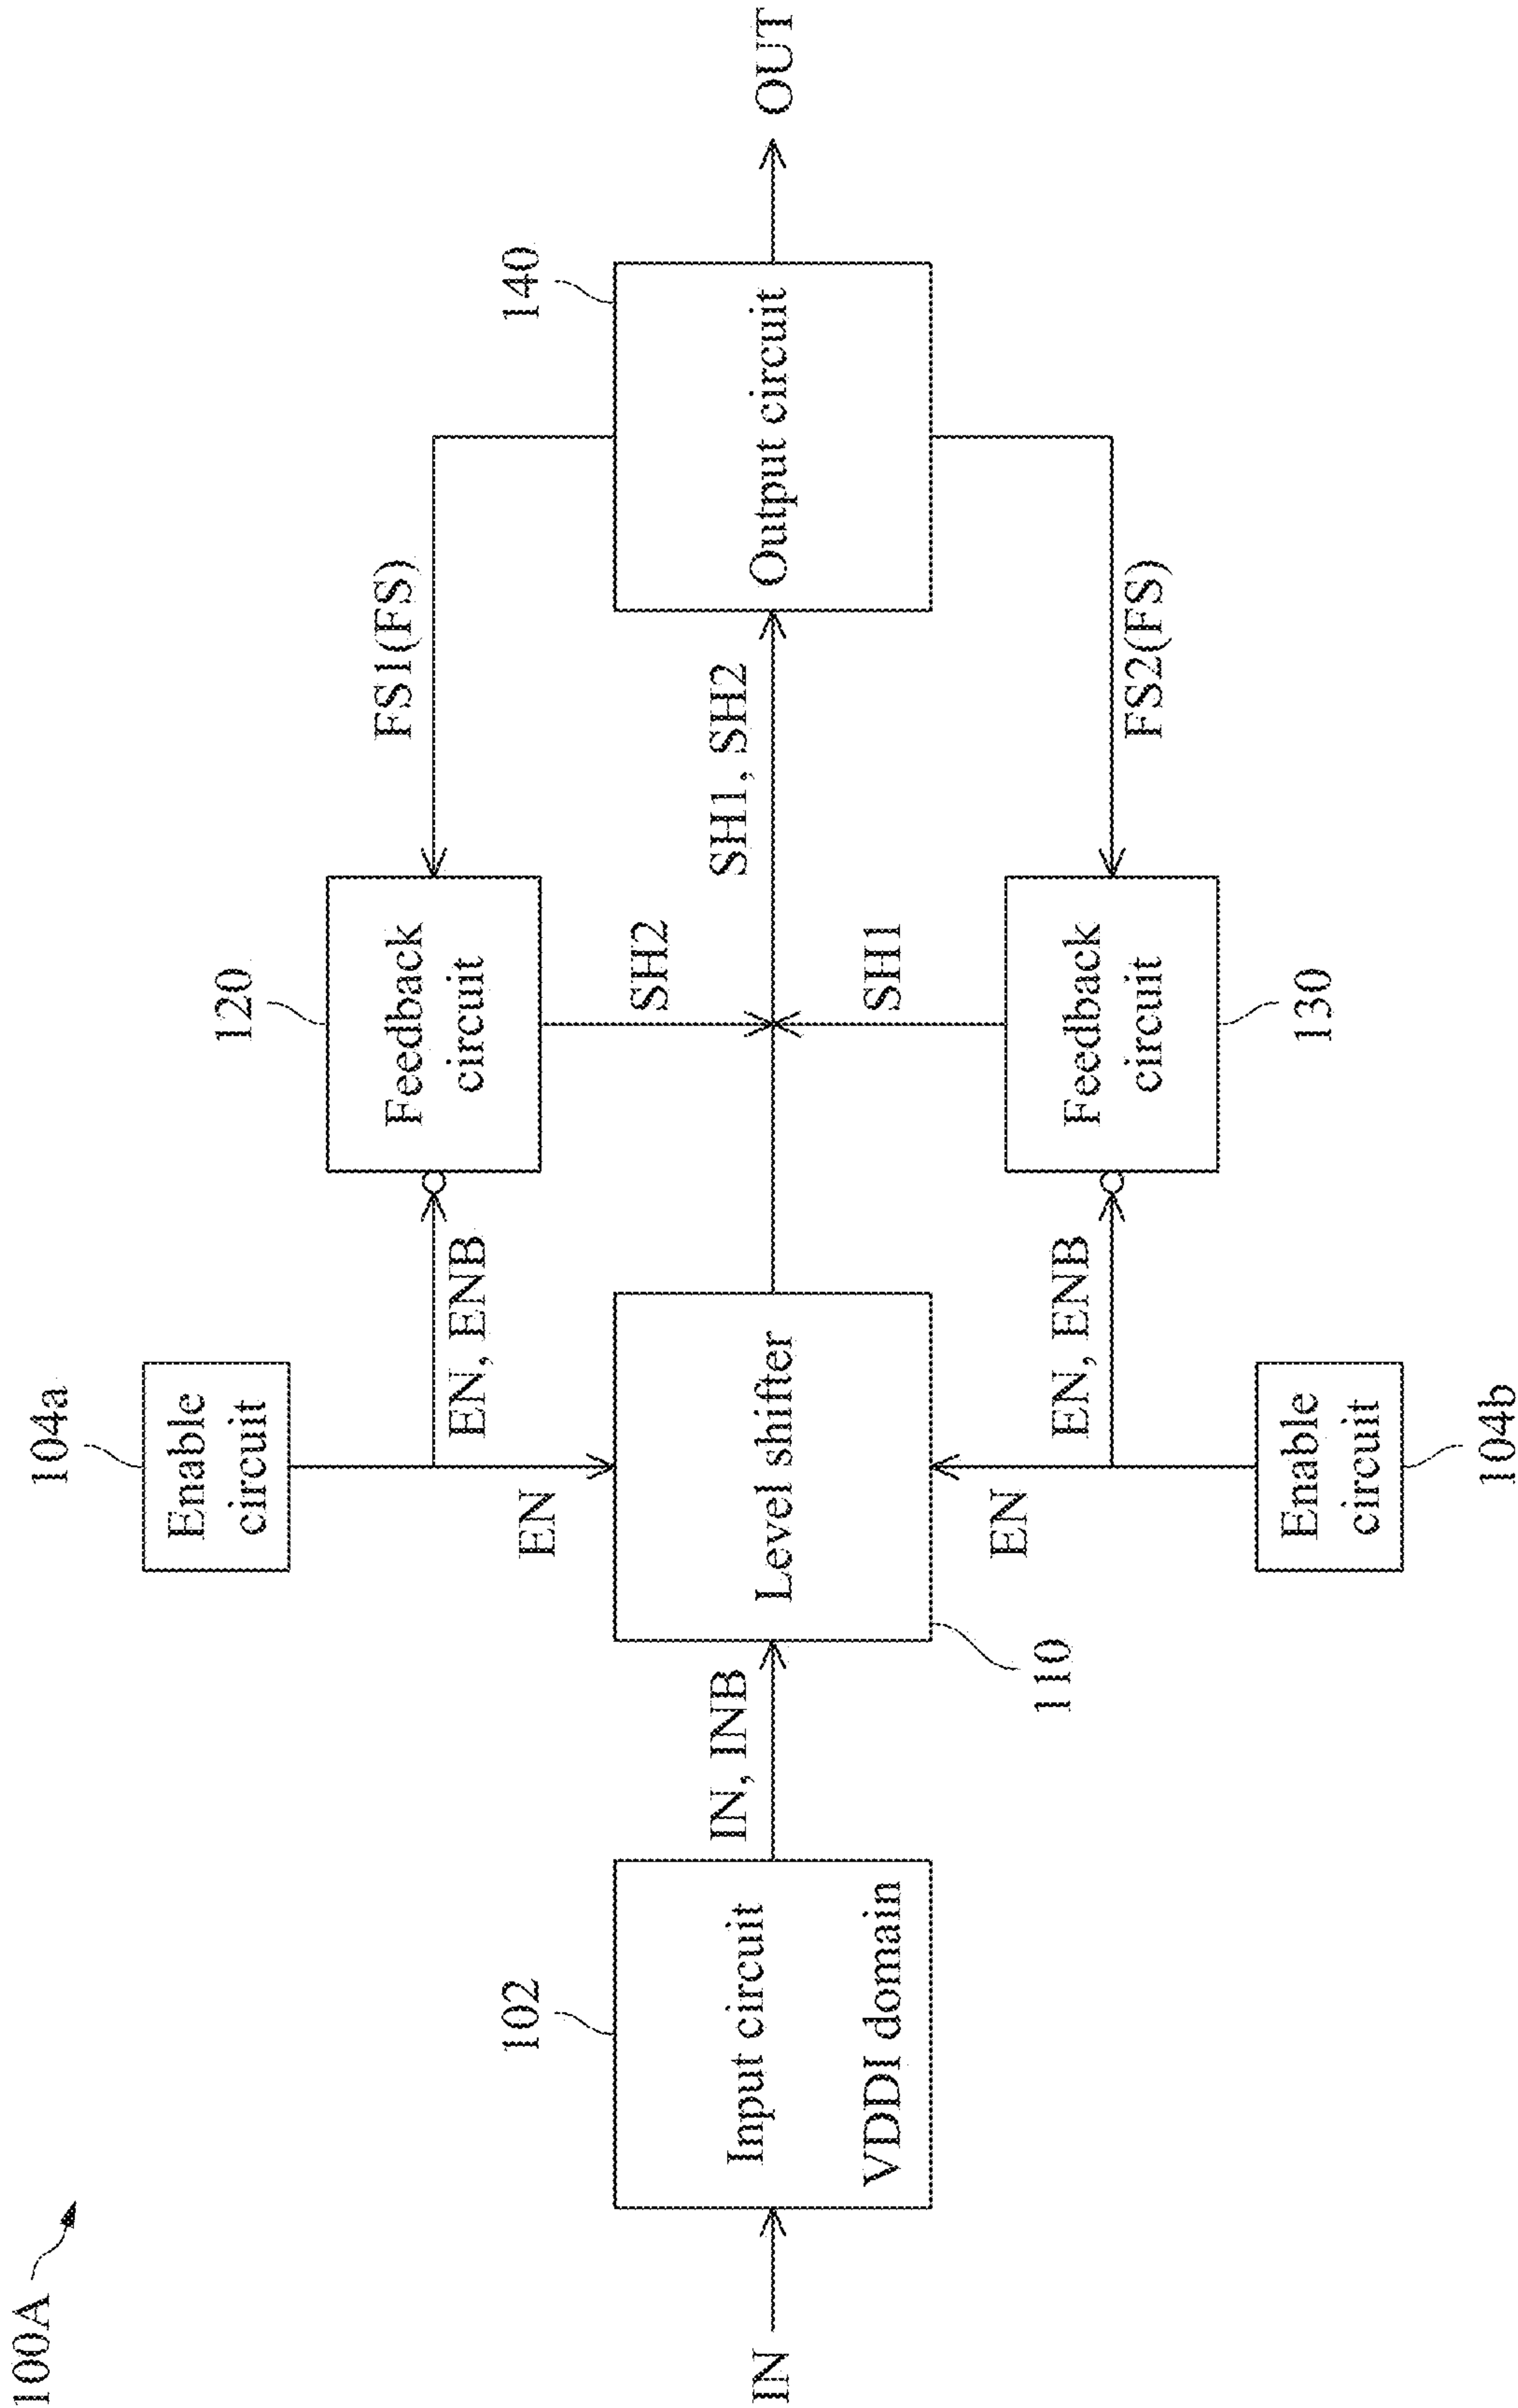 100A
IN
102
Input circuit
VDDI domain
IN, INB
104a
Enable
circuit
EN
EN, ENB
Level shifter
110
EN
EN, ENB
Enable
circuit
104b
120
Feedback
circuit
SH2
SH1
Feedback
circuit
130
SH1, SH2
FS1(FS)
FS2(FS)
140
Output circuit
OUT